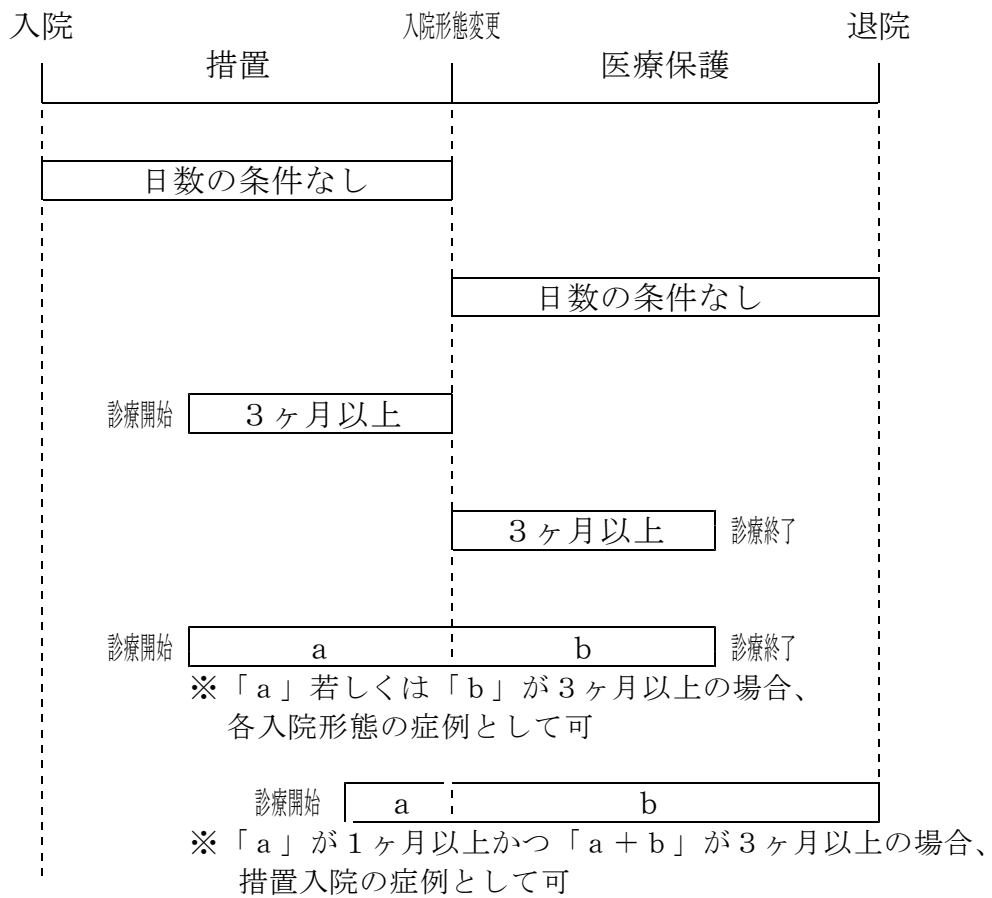 入院 入院形態変更 退院
措置 医療保護
日数の条件なし
日数の条件なし
診療開始 3ヶ月以上
3ヶ月以上 診療終了
診療開始 a b 診療終了
※「a」若しくは「b」が3ヶ月以上の場合、
各入院形態の症例として可
診療開始 a b
※「a」が1ヶ月以上かつ「a+b」が3ヶ月以上の場合、
措置入院の症例として可